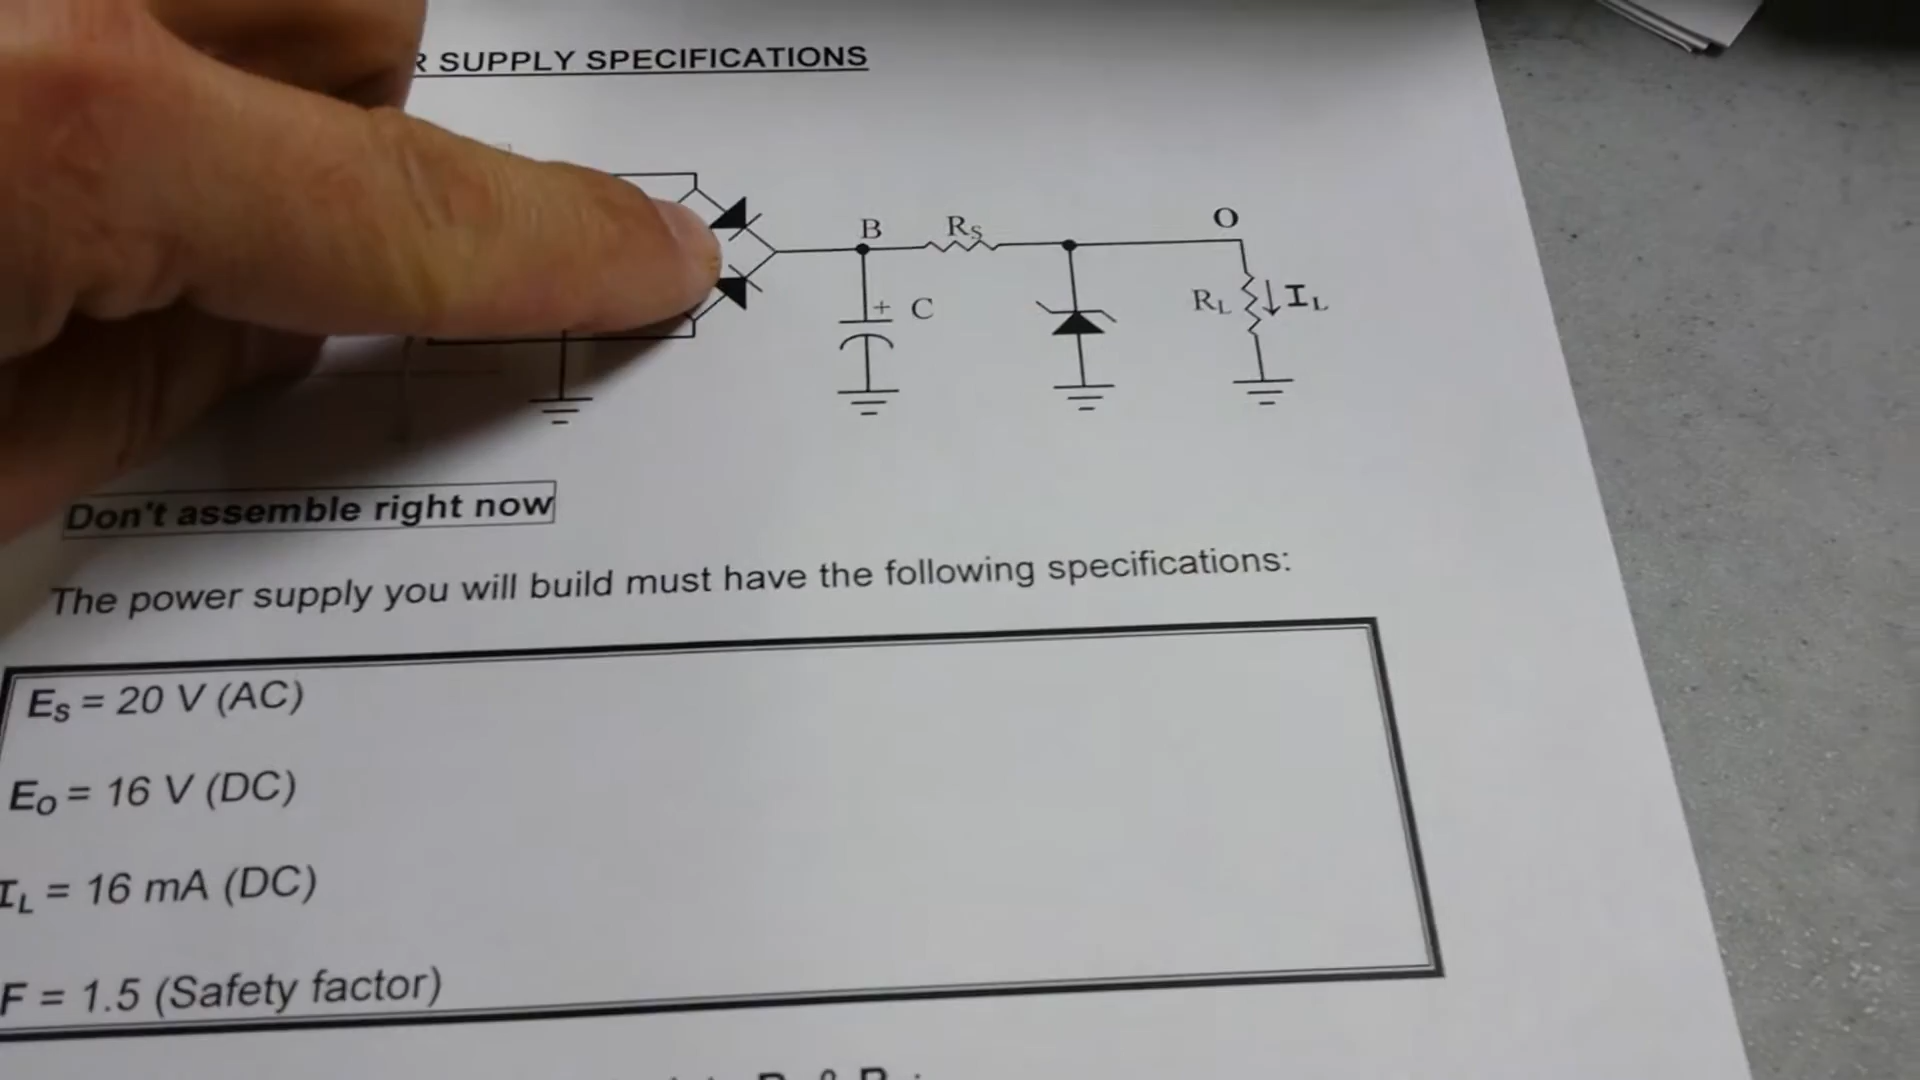 R SUPPLY SPECIFICATIONS
B
RS
O
+ C
RL
IL
Don't assemble right now
The power supply you will build must have the following specifications:
ES = 20 V (AC)
EO = 16 V (DC)
IL = 16 mA (DC)
F = 1.5 (Safety factor)